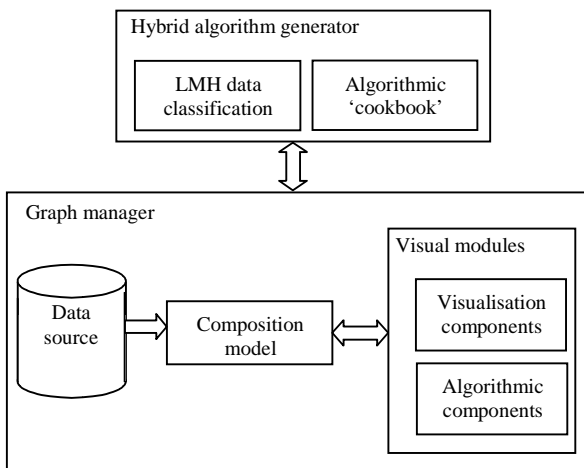 Hybrid algorithm generator
LMH data
classification
Algorithmic
‘cookbook’
Graph manager
Data
source
Composition
model
Visual modules
Visualisation
components
Algorithmic
components